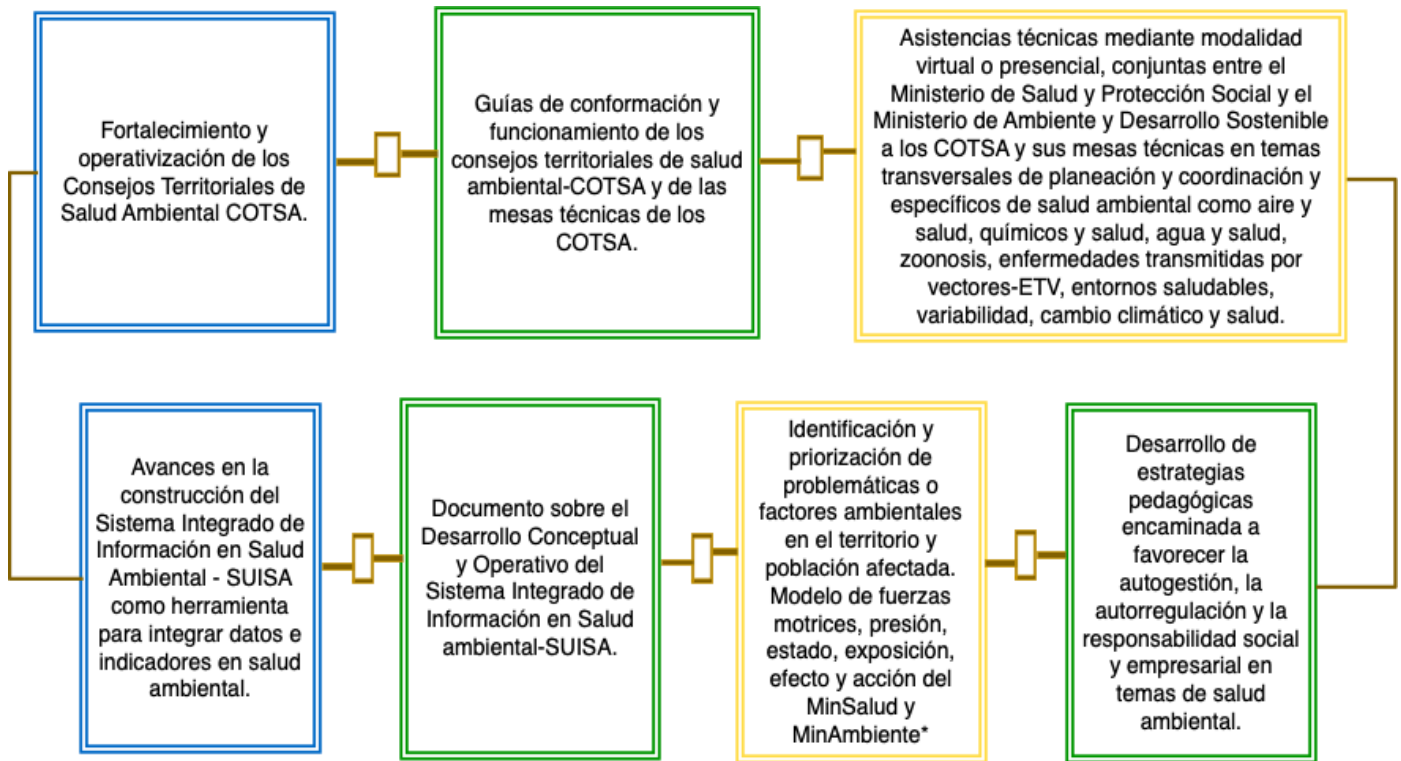 Fortalecimiento y
operativización de los
Consejos Territoriales de
Salud Ambiental COTSA.
Guías de conformación y
funcionamiento de los
consejos territoriales de salud
ambiental-COTSA y de las
mesas técnicas de los
COTSA.
Asistencias técnicas mediante modalidad
virtual o presencial, conjuntas entre el
Ministerio de Salud y Protección Social y el
Ministerio de Ambiente y Desarrollo Sostenible
a los COTSA y sus mesas técnicas en temas
transversales de planeación y coordinación y
específicos de salud ambiental como aire y
salud, químicos y salud, agua y salud,
zoonosis, enfermedades transmitidas por
vectores-ETV, entornos saludables,
variabilidad, cambio climático y salud.
Avances en la
construcción del
Sistema Integrado de
Información en Salud
Ambiental - SUISA
como herramienta
para integrar datos e
indicadores en salud
ambiental.
Documento sobre el
Desarrollo Conceptual
y Operativo del
Sistema Integrado de
Información en Salud
ambiental-SUISA.
Identificación y
priorización de
problemáticas o
factores ambientales
en el territorio y
población afectada.
Modelo de fuerzas
motrices, presión,
estado, exposición,
efecto y acción del
MinSalud y
MinAmbiente*
Desarrollo de
estrategias
pedagógicas
encaminada a
favorecer la
autogestión, la
autorregulación y la
responsabilidad social
y empresarial en
temas de salud
ambiental.